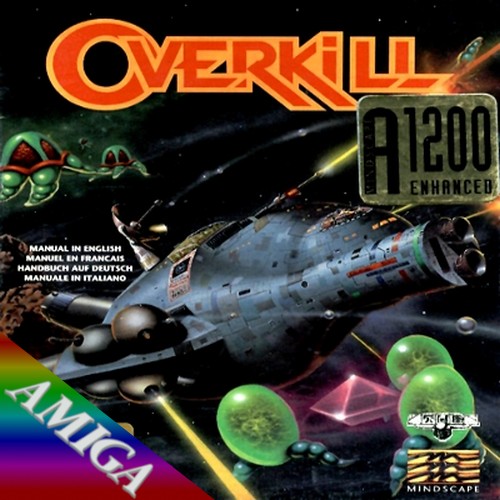 OVERKILL
A1200
ENHANCED
MANUAL IN ENGLISH
MANUEL EN FRANCAIS
HANDBUCH AUF DEUTSCH
MANUALE IN ITALIANO
AMIGA
MINDSCAPE